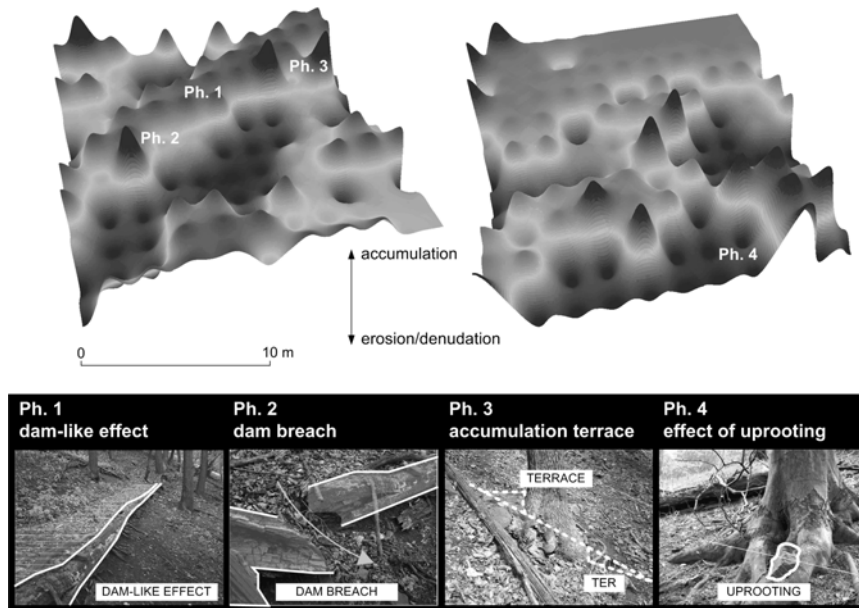 Ph. 1
Ph. 3
Ph. 2
Ph. 4
accumulation
erosion/denudation
0
10 m
Ph. 1
dam-like effect
Ph. 2
dam breach
Ph. 3
accumulation terrace
Ph. 4
effect of uprooting
DAM-LIKE EFFECT
DAM BREACH
TERRACE
TER
UPROOTING